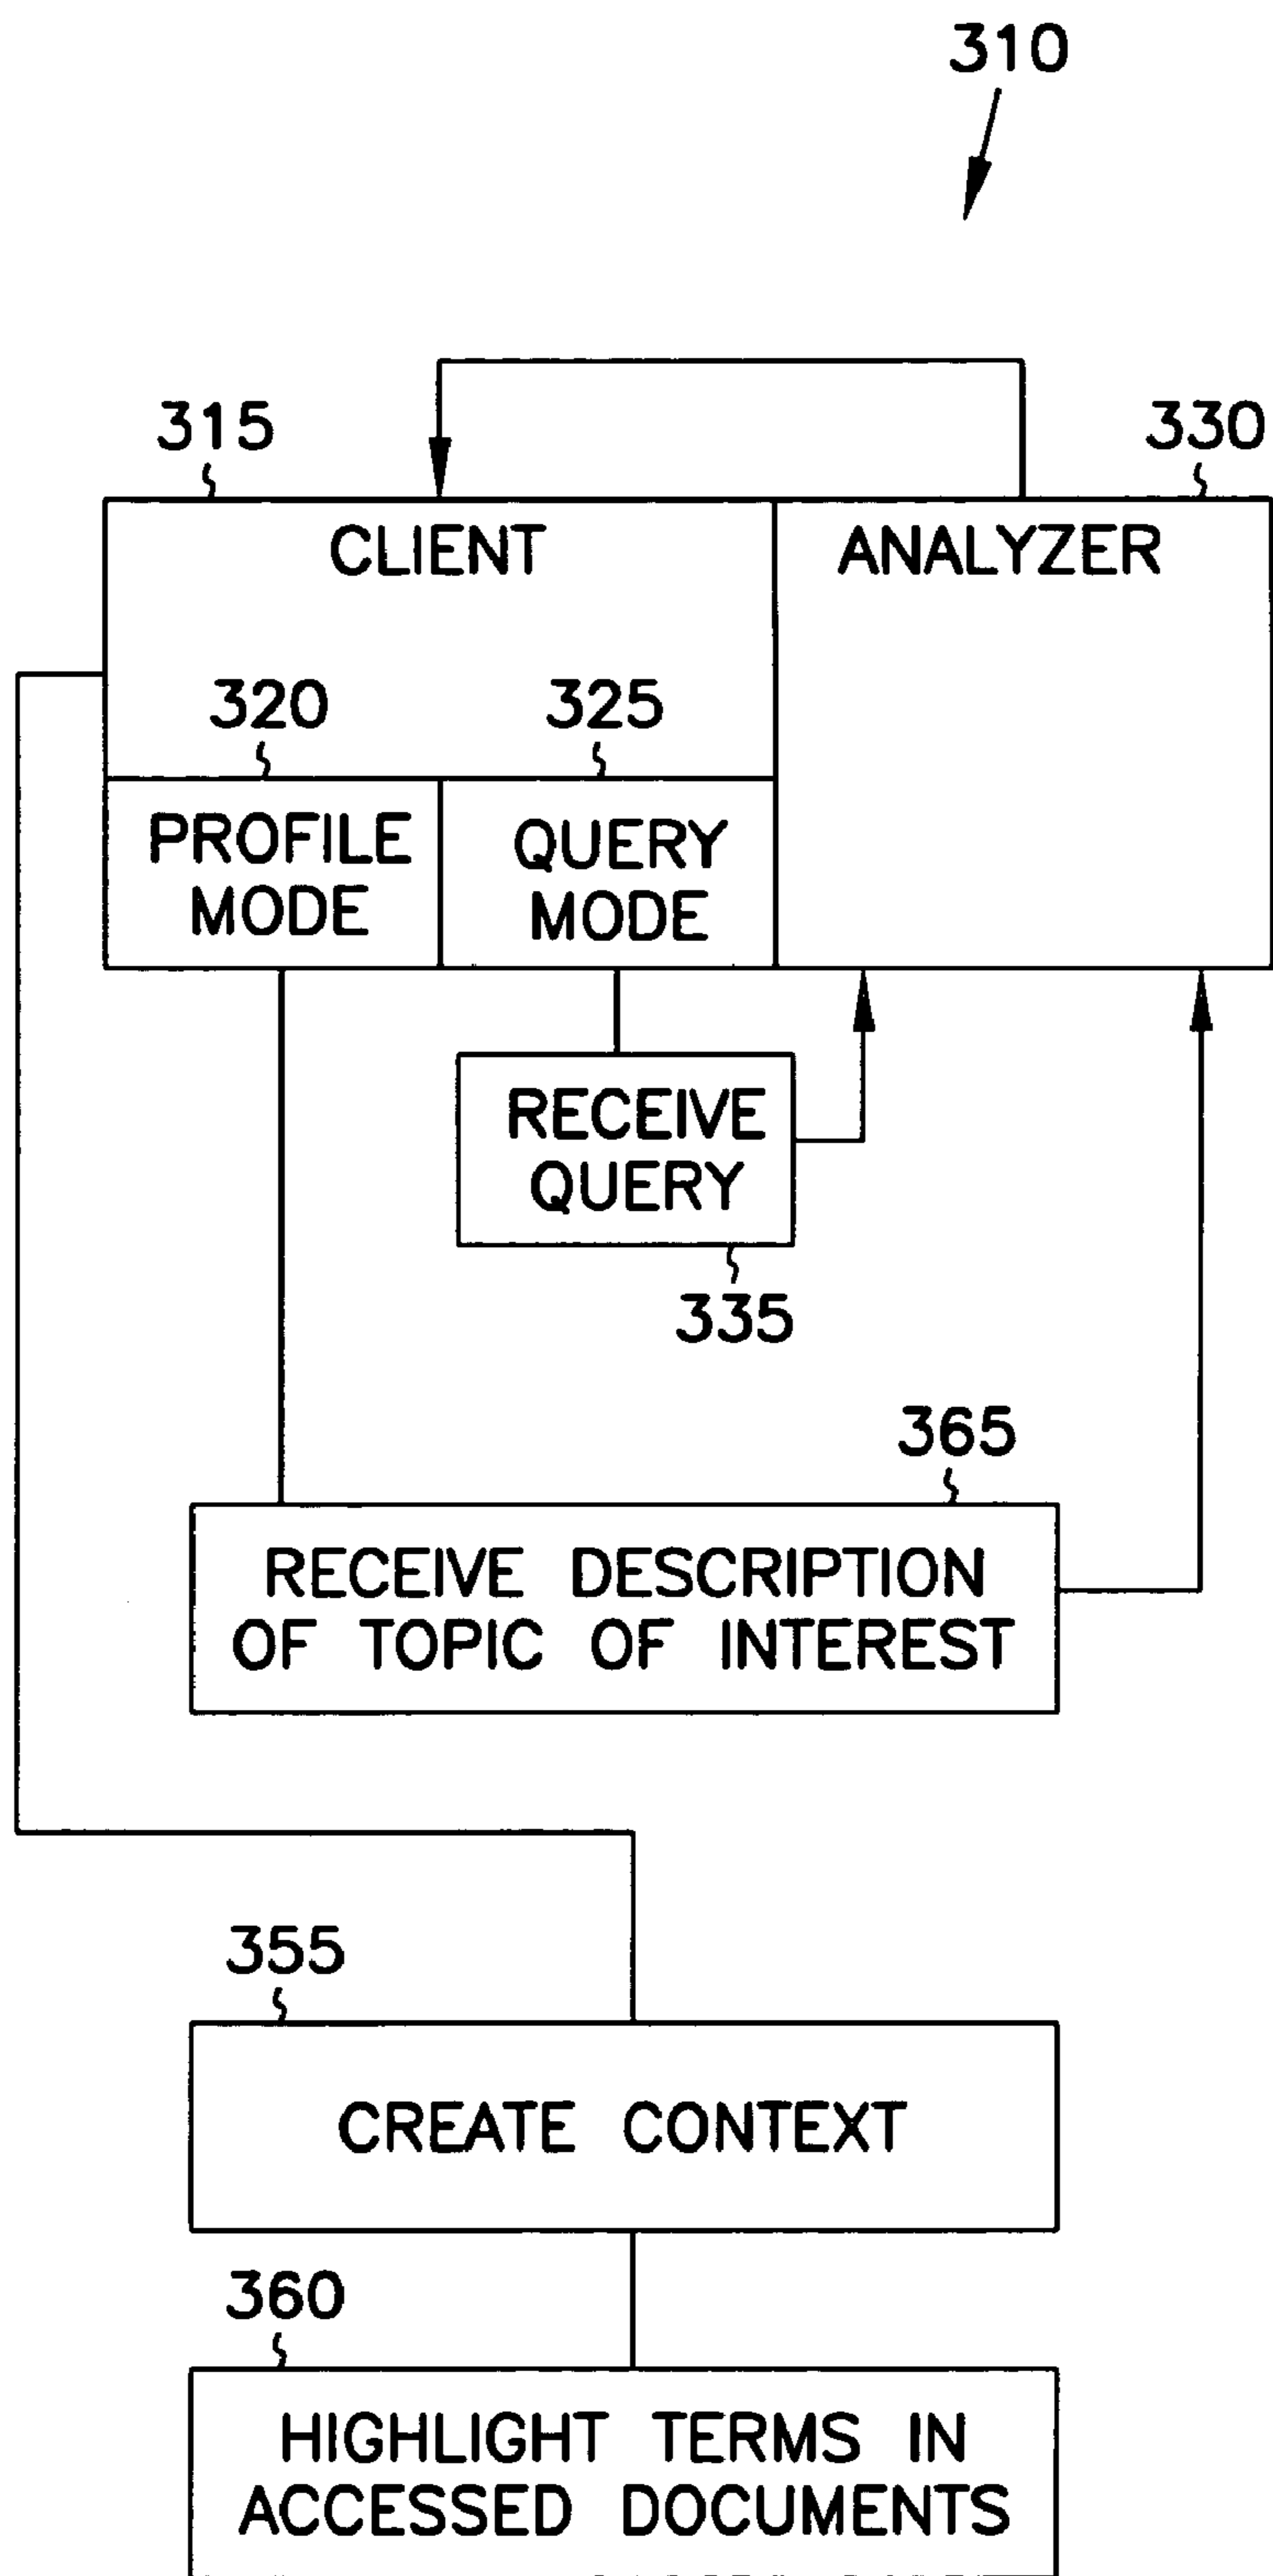 310
315
330
CLIENT
ANALYZER
320
325
PROFILE
MODE
QUERY
MODE
RECEIVE
QUERY
335
365
RECEIVE DESCRIPTION
OF TOPIC OF INTEREST
355
CREATE CONTEXT
360
HIGHLIGHT TERMS IN
ACCESSED DOCUMENTS